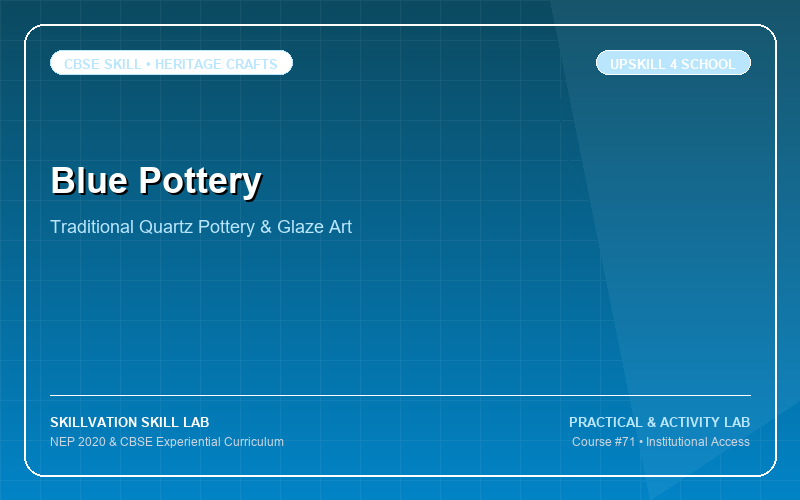 CBSE SKILL • HERITAGE CRAFTS
UPSKILL 4 SCHOOL
Blue Pottery
Traditional Quartz Pottery & Glaze Art
SKILLVATION SKILL LAB
PRACTICAL & ACTIVITY LAB
NEP 2020 & CBSE Experiential Curriculum
Course #71 • Institutional Access